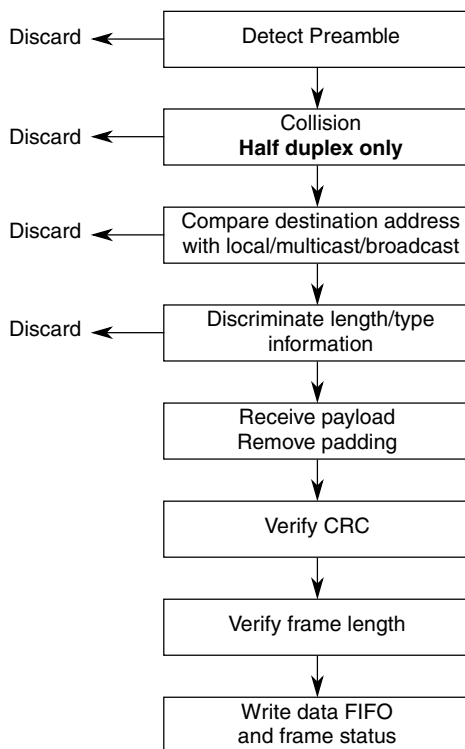 Discard
Detect Preamble
Discard
Collision
Half duplex only
Discard
Compare destination address
with local/multicast/broadcast
Discard
Discriminate length/type
information
Receive payload
Remove padding
Verify CRC
Verify frame length
Write data FIFO
and frame status